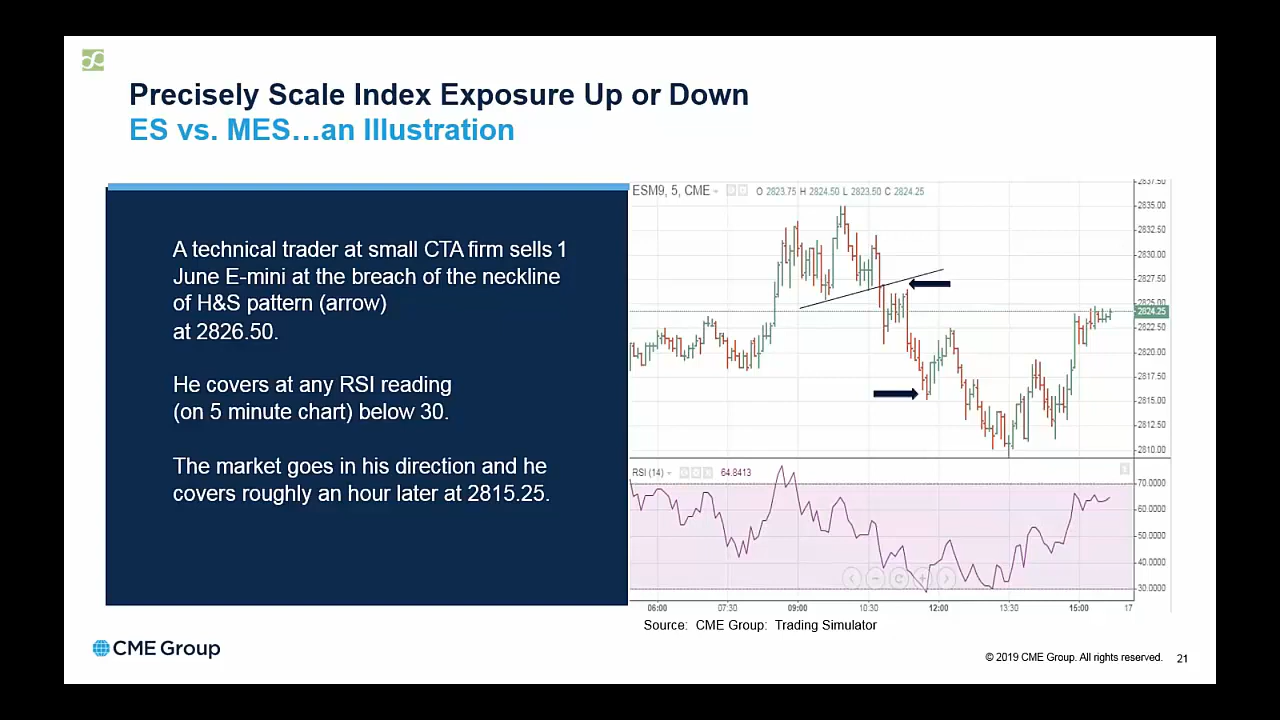 Precisely Scale Index Exposure Up or Down
ES vs. MES…an Illustration
A technical trader at small CTA firm sells 1
June E-mini at the breach of the neckline
of H&S pattern (arrow)
at 2826.50.
He covers at any RSI reading
(on 5 minute chart) below 30.
The market goes in his direction and he
covers roughly an hour later at 2815.25.
ESM9, 5, CME
O 2823.75 H 2824.50 L 2823.50 C 2824.25
2837.50
2835.00
2832.50
2830.00
2827.50
2825.00
2824.25
2822.50
2820.00
2817.50
2815.00
2812.50
2810.00
RSI (14)
64.8413
70.0000
60.0000
50.0000
40.0000
30.0000
06:00 07:30 09:00 10:30 12:00 13:30 15:00 17
Source: CME Group: Trading Simulator
CME Group
© 2019 CME Group. All rights reserved. 21